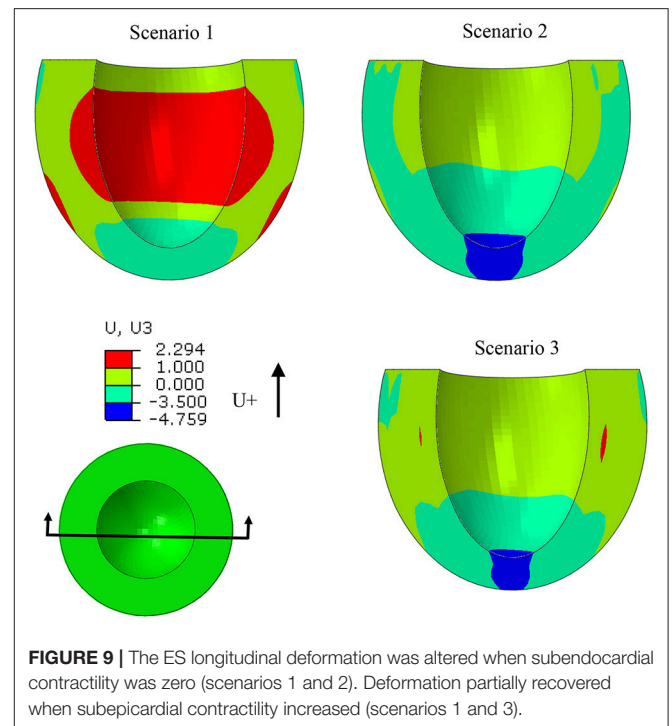 Scenario 1
Scenario 2
U, U3
2.294
1.000
0.000
-3.500
-4.759
U+
Scenario 3
FIGURE 9 | The ES longitudinal deformation was altered when subendocardial
contractility was zero (scenarios 1 and 2). Deformation partially recovered
when subepicardial contractility increased (scenarios 1 and 3).